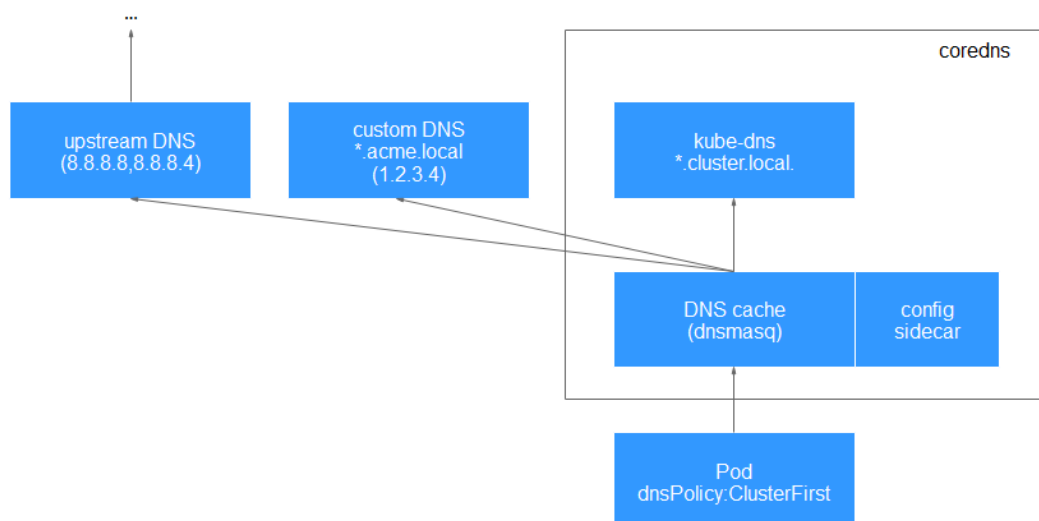 ...
coredns
upstream DNS
(8.8.8.8,8.8.8.4)
custom DNS
*.acme.local
(1.2.3.4)
kube-dns
*.cluster.local.
DNS cache
(dnsmasq)
config
sidecar
Pod
dnsPolicy:ClusterFirst